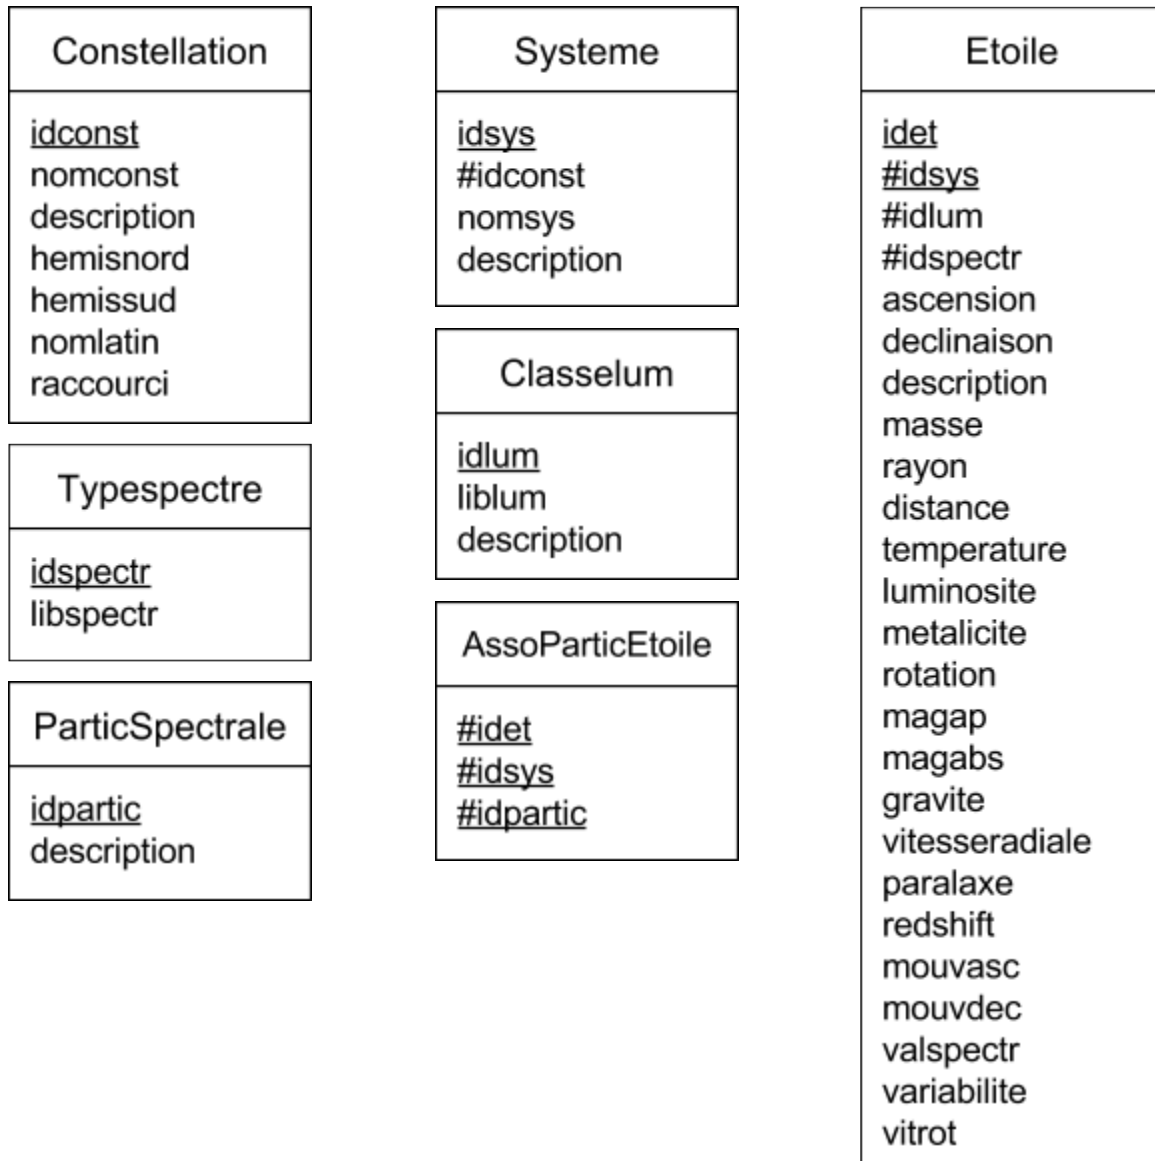 Constellation
idconst
nomconst
description
hemisnord
hemissud
nomlatin
raccourci
Typespectre
idspectr
libspectr
ParticSpectrale
idpartic
description
Systeme
idsys
#idconst
nomsys
description
Classelum
idlum
liblum
description
AssoParticEtoile
#idet
#idsys
#idpartic
Etoile
idet
#idsys
#idlum
#idspectr
ascension
declinaison
description
masse
rayon
distance
temperature
luminosite
metalicite
rotation
magap
magabs
gravite
vitesseradiale
paralaxe
redshift
mouvasc
mouvdec
valspectr
variabilite
vitrot